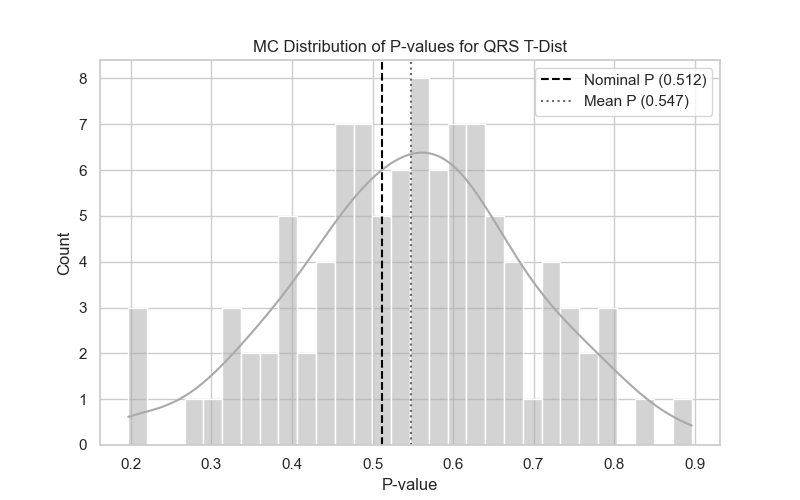 MC Distribution of P-values for QRS T-Dist
Nominal P (0.512)
Mean P (0.547)
Count
8
7
6
5
4
3
2
1
0
0.2 0.3 0.4 0.5 0.6 0.7 0.8 0.9
P-value